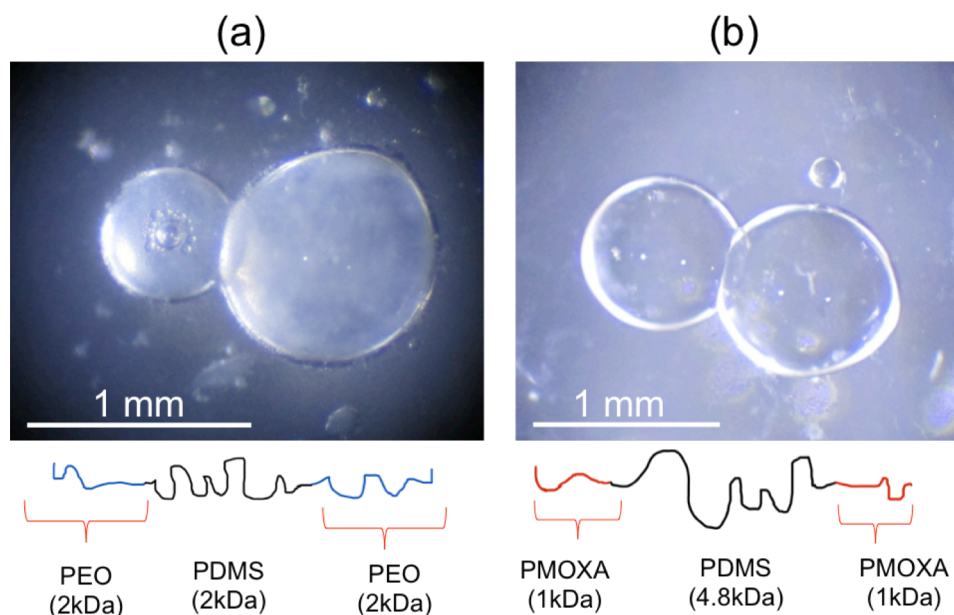 (a)
(b)
1 mm
1 mm
PEO
(2kDa)
PDMS
(2kDa)
PEO
(2kDa)
PMOXA
(1kDa)
PDMS
(4.8kDa)
PMOXA
(1kDa)